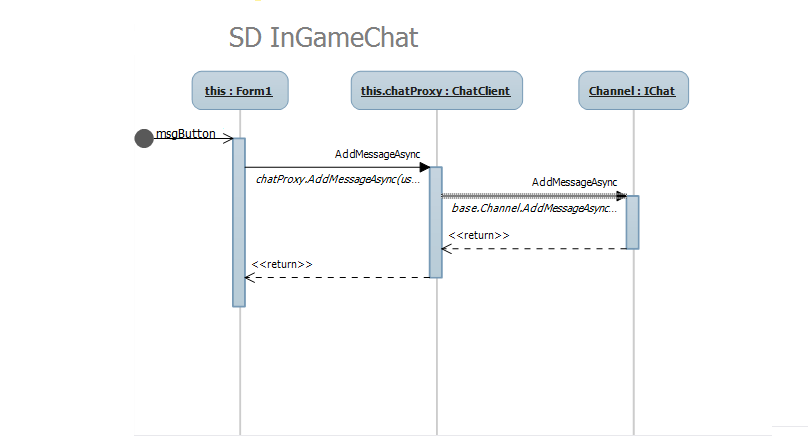 SD InGameChat
this : Form1
this.chatProxy : ChatClient
Channel : IChat
msgButton
AddMessageAsync
chatProxy.AddMessageAsync(us...
AddMessageAsync
base.Channel.AddMessageAsync...
<<return>>
<<return>>